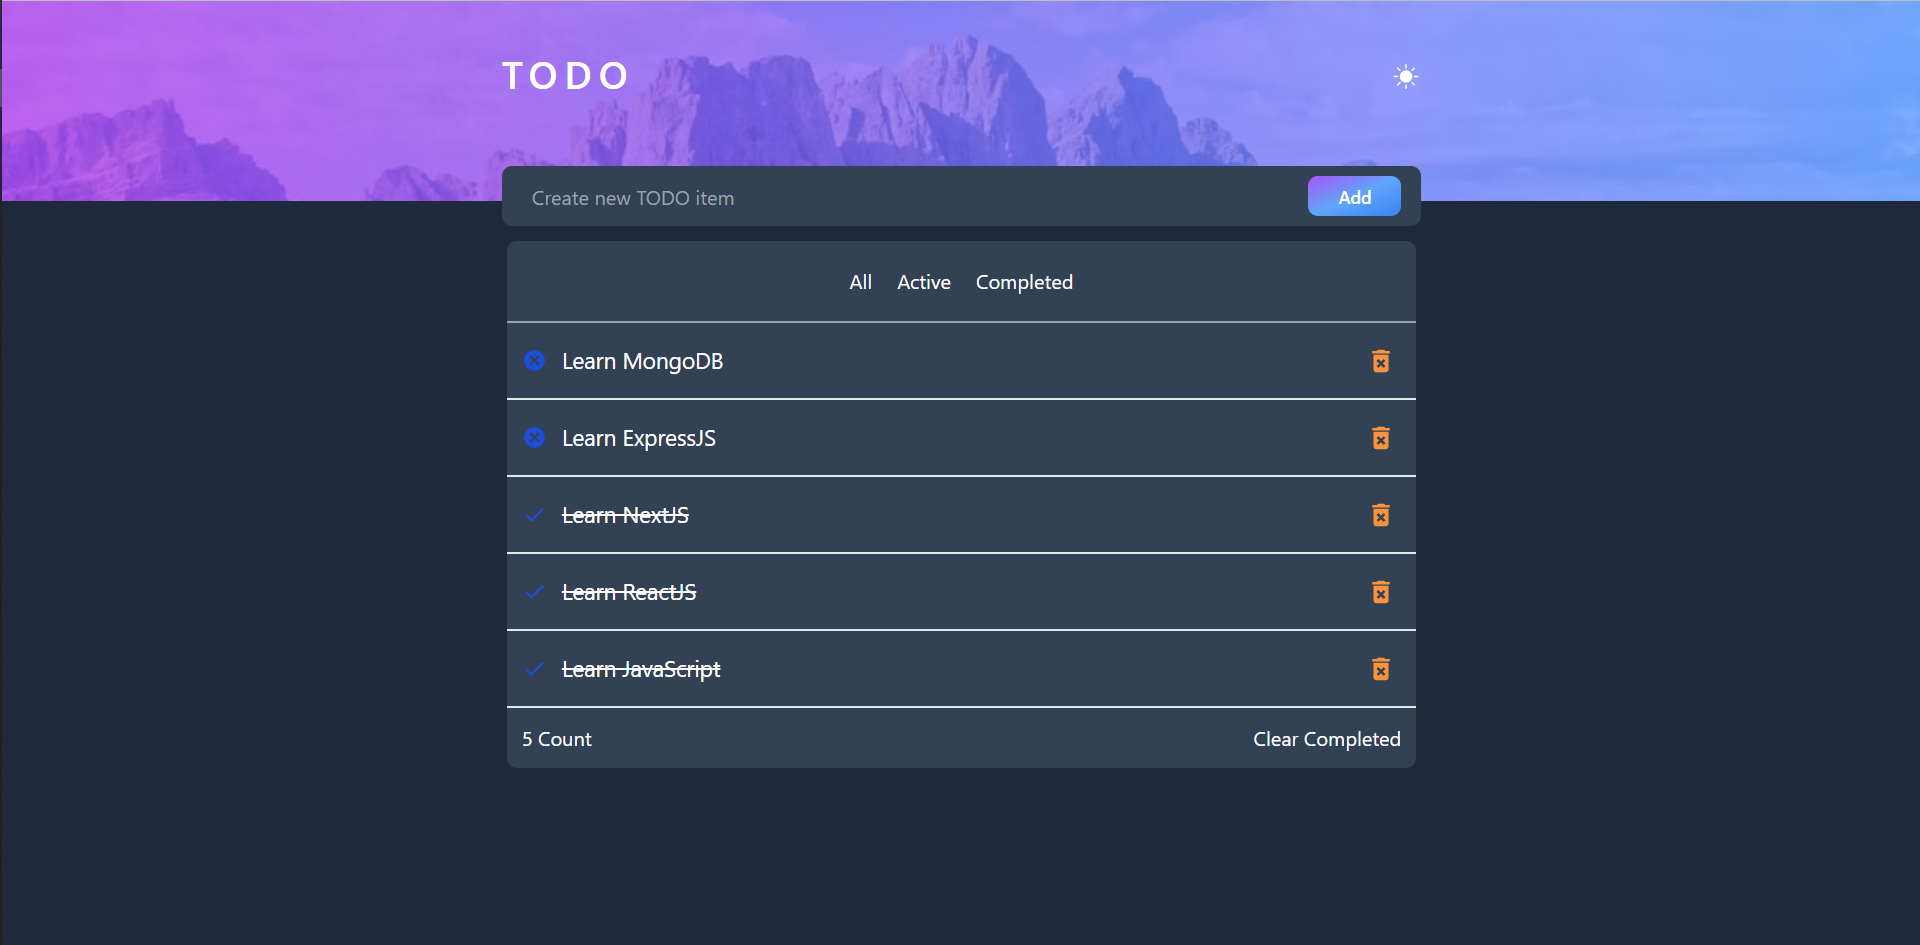 TODO
Create new TODO item Add
All Active Completed
Learn MongoDB
Learn ExpressJS
Learn NextJS
Learn ReactJS
Learn JavaScript
5 Count Clear Completed